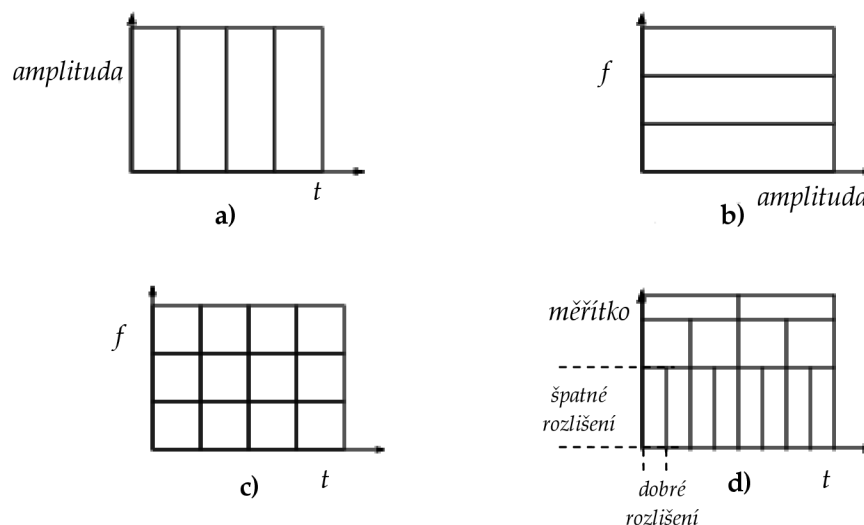 amplituda
t
a)
f
amplituda
b)
f
t
c)
měřítko
špatné
rozlišení
t
d)
dobré
rozlišení